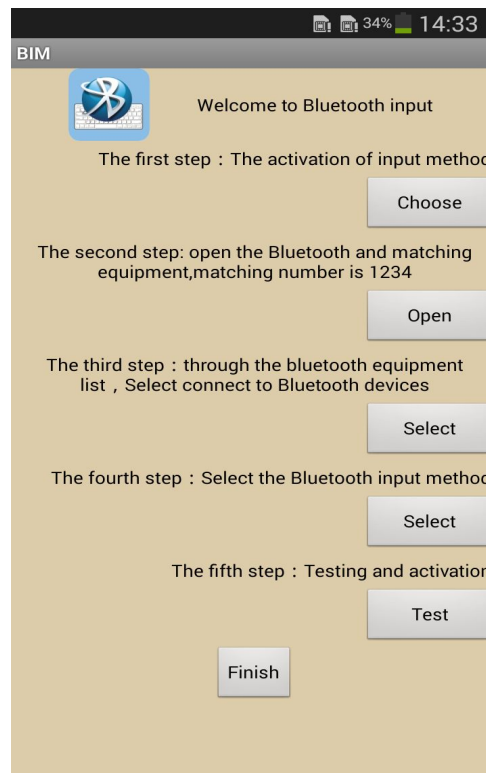 34% 14:33
BIM
Welcome to Bluetooth input
The first step：The activation of input method
Choose
The second step: open the Bluetooth and matching
equipment,matching number is 1234
Open
The third step：through the bluetooth equipment
list，Select connect to Bluetooth devices
Select
The fourth step：Select the Bluetooth input method
Select
The fifth step：Testing and activation
Test
Finish